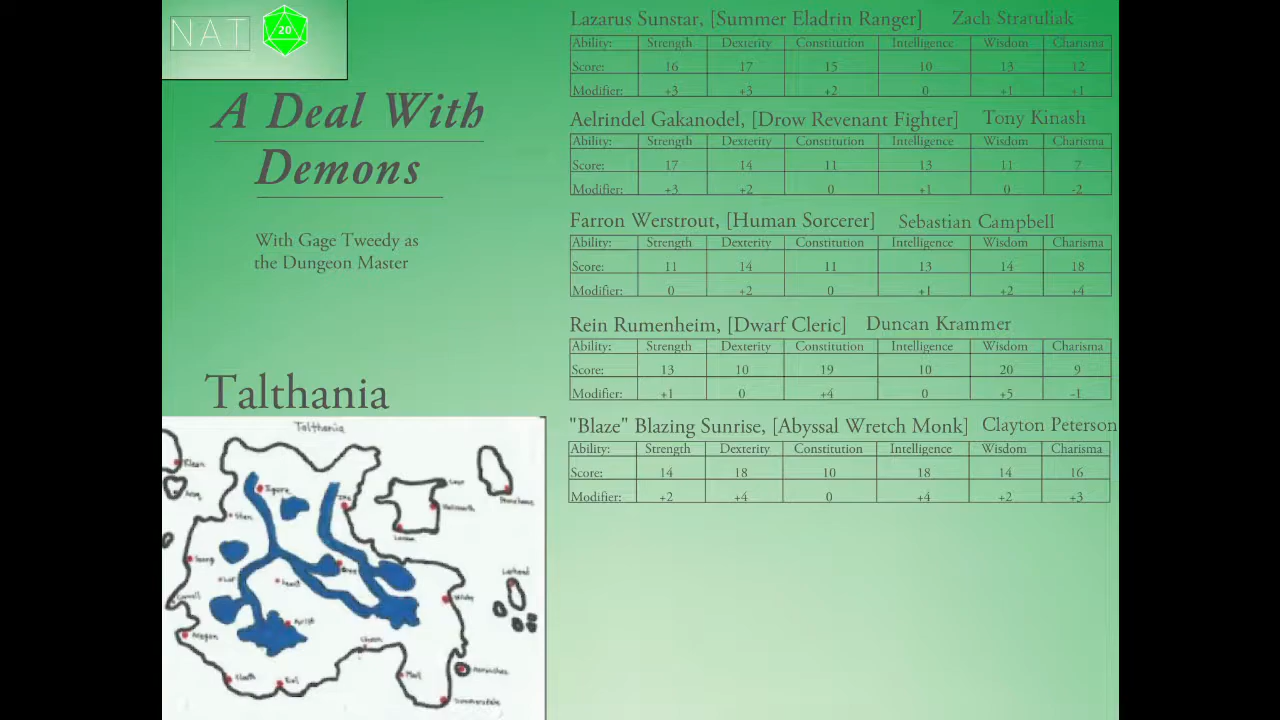 NAT 20
A Deal With
Demons
With Gage Tweedy as
the Dungeon Master
Talthania
Talthania
Lazarus Sunstar, [Summer Eladrin Ranger] Zach Stratuliak
Ability: Strength Dexterity Constitution Intelligence Wisdom Charisma
Score: 16 17 15 10 13 12
Modifier: +3 +3 +2 0 +1 +1
Aelrindel Gakanodel, [Drow Revenant Fighter] Tony Kinash
Ability: Strength Dexterity Constitution Intelligence Wisdom Charisma
Score: 17 14 11 13 11 7
Modifier: +3 +2 0 +1 0 -2
Farron Werstrout, [Human Sorcerer] Sebastian Campbell
Ability: Strength Dexterity Constitution Intelligence Wisdom Charisma
Score: 11 14 11 13 14 18
Modifier: 0 +2 0 +1 +2 +4
Rein Rumenheim, [Dwarf Cleric] Duncan Krammer
Ability: Strength Dexterity Constitution Intelligence Wisdom Charisma
Score: 13 10 19 10 20 9
Modifier: +1 0 +4 0 +5 -1
"Blaze" Blazing Sunrise, [Abyssal Wretch Monk] Clayton Peterson
Ability: Strength Dexterity Constitution Intelligence Wisdom Charisma
Score: 14 18 10 18 14 16
Modifier: +2 +4 0 +4 +2 +3